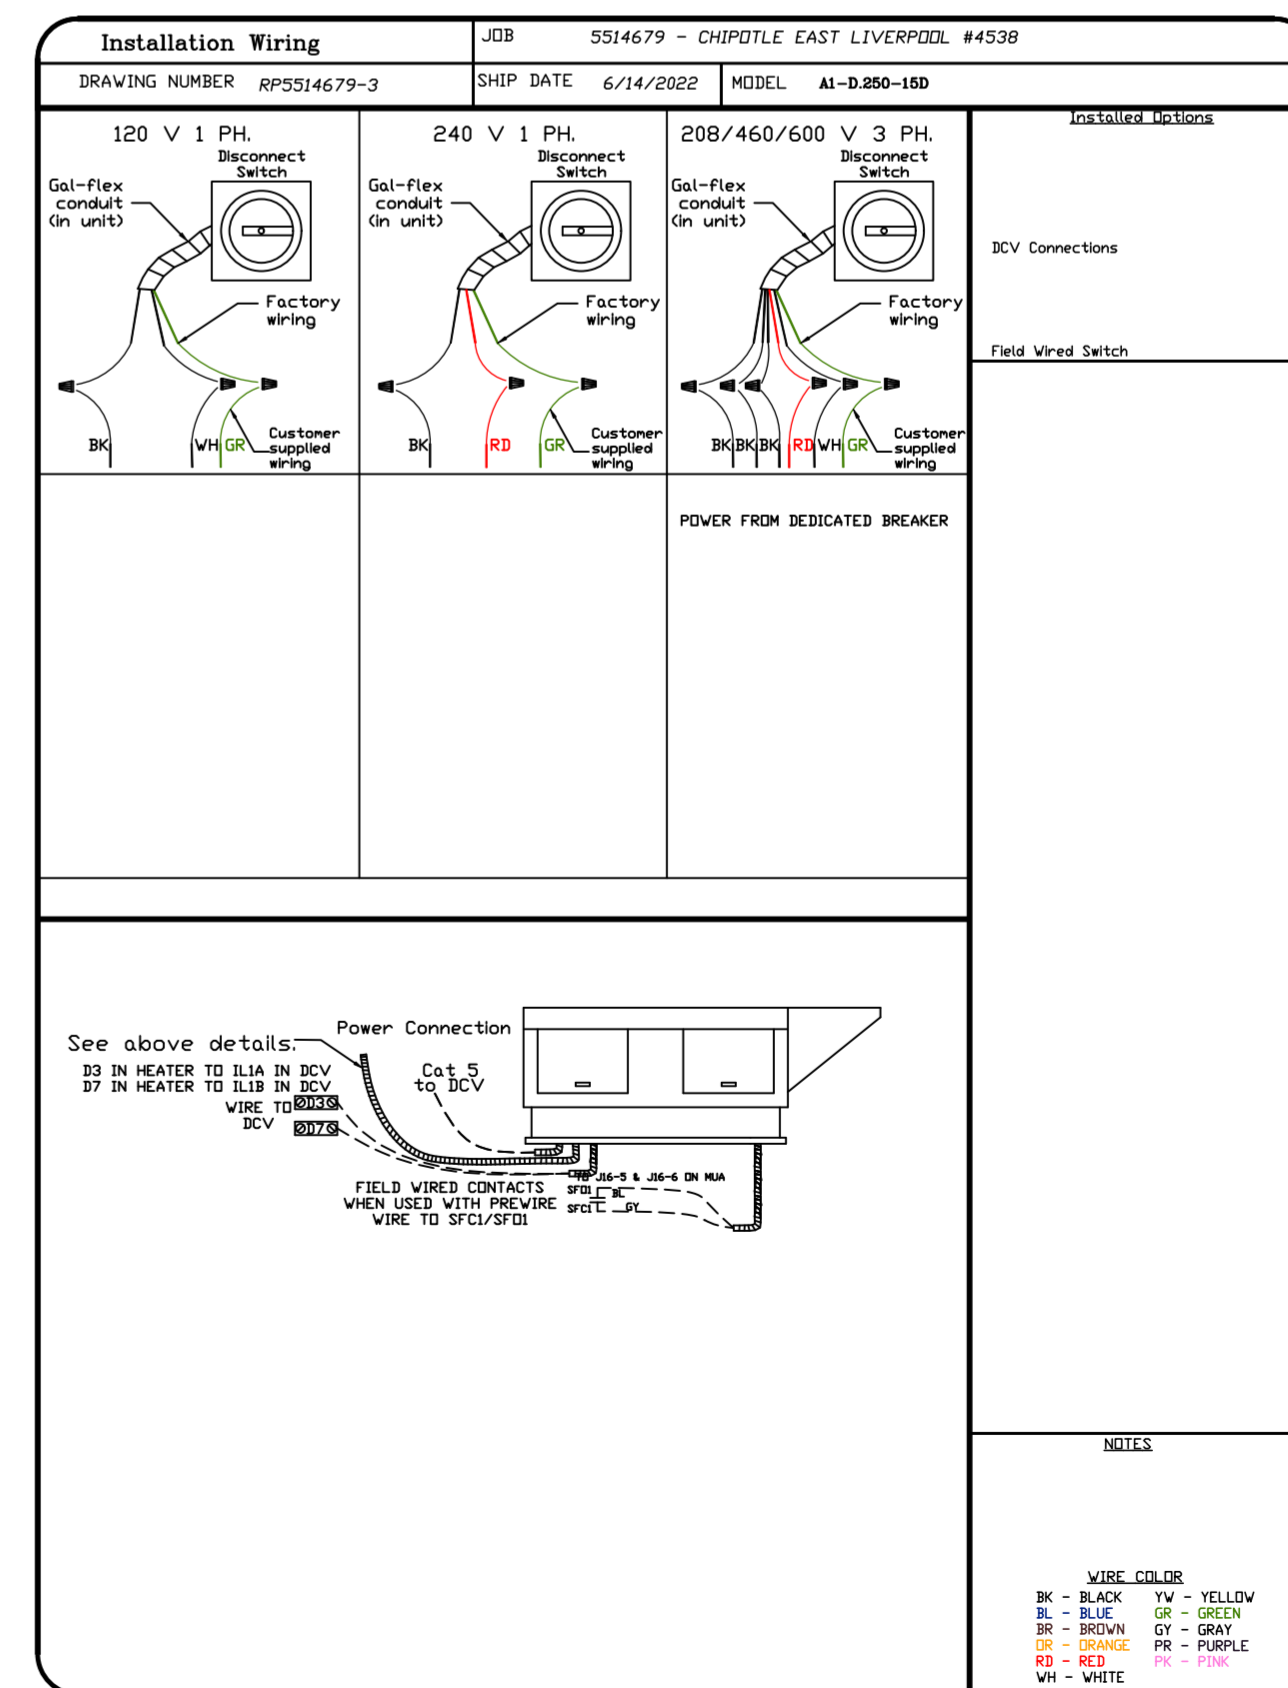 Installation Wiring
JOB 5514679 - CHIPOTLE EAST LIVERPOOL #4538
DRAWING NUMBER RP5514679-3
SHIP DATE 6/14/2022
MODEL A1-D.250-15D
120 V 1 PH.
Disconnect
Switch
Gal-flex
conduit
(in unit)
Factory
wiring
BK
WH
GR
Customer
supplied
wiring
240 V 1 PH.
Disconnect
Switch
Gal-flex
conduit
(in unit)
Factory
wiring
BK
RD
GR
Customer
supplied
wiring
208/460/600 V 3 PH.
Disconnect
Switch
Gal-flex
conduit
(in unit)
Factory
wiring
BK
BK
BK
RD
WH
GR
Customer
supplied
wiring
POWER FROM DEDICATED BREAKER
Installed Options
DCV Connections
Field Wired Switch
Power Connection
See above details.
D3 IN HEATER TO IL1A IN DCV
D7 IN HEATER TO IL1B IN DCV
WIRE TO
DCV
D3
D7
Cat 5
to DCV
TO J16-5 & J16-6 ON MUA
SFO1
BL
SFC1
GY
FIELD WIRED CONTACTS
WHEN USED WITH PREWIRE
WIRE TO SFC1/SFO1
NOTES
WIRE COLOR
BK - BLACK YW - YELLOW
BL - BLUE GR - GREEN
BR - BROWN GY - GRAY
OR - ORANGE PR - PURPLE
RD - RED PK - PINK
WH - WHITE